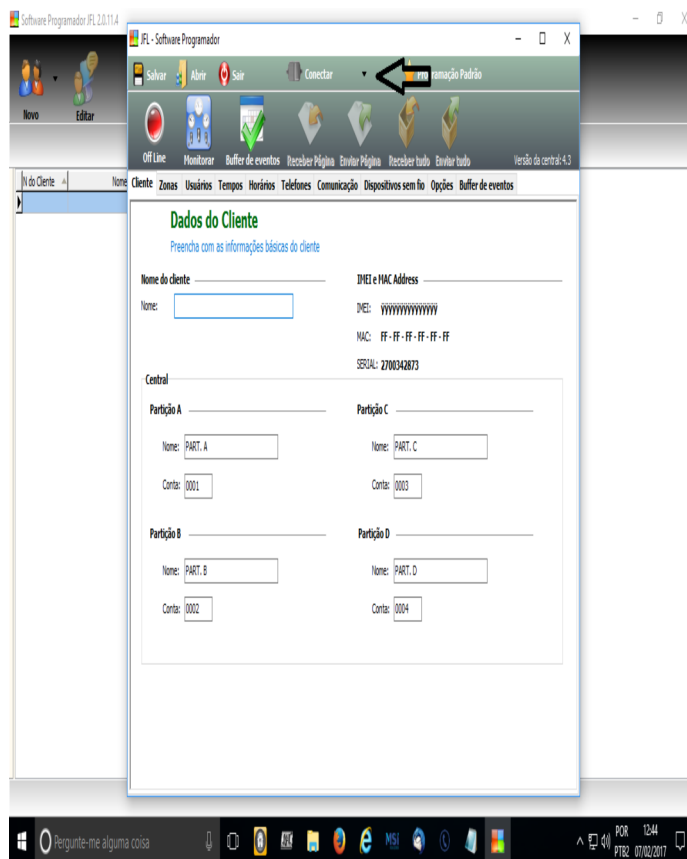 Software Programador JFL 2.0.11.4
JFL - Software Programador
Salvar Abrir Sair Conectar Programação Padrão
Novo Editar
Off Line Monitorar Buffer de eventos Receber Página Enviar Página Receber tudo Enviar tudo Versão da central: 4.3
N do Cliente Nome
Cliente Zonas Usuários Tempos Horários Telefones Comunicação Dispositivos sem fio Opções Buffer de eventos
Dados do Cliente
Preencha com as informações básicas do cliente
Nome do cliente IMEI e MAC Address
Nome: IMEI: ÿÿÿÿÿÿÿÿÿÿÿÿÿÿÿ
MAC: FF - FF - FF - FF - FF - FF
SERIAL: 2700342873
Central
Partição A Partição C
Nome: PART. A Nome: PART. C
Conta: 0001 Conta: 0003
Partição B Partição D
Nome: PART. B Nome: PART. D
Conta: 0002 Conta: 0004
Pergunte-me alguma coisa
MSI
POR 12:44
PTB2 07/02/2017